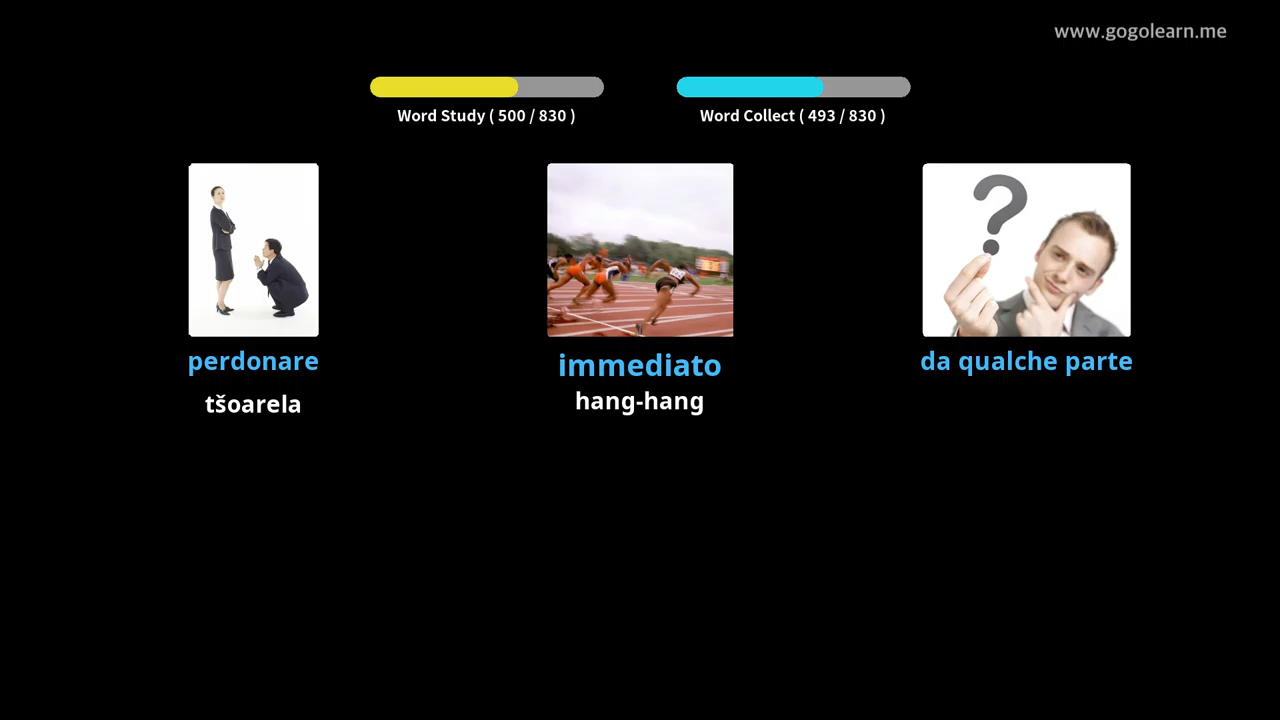 www.gogolearn.me
Word Study ( 500 / 830 )
Word Collect ( 493 / 830 )
perdonare
immediato
da qualche parte
tšoarela
hang-hang